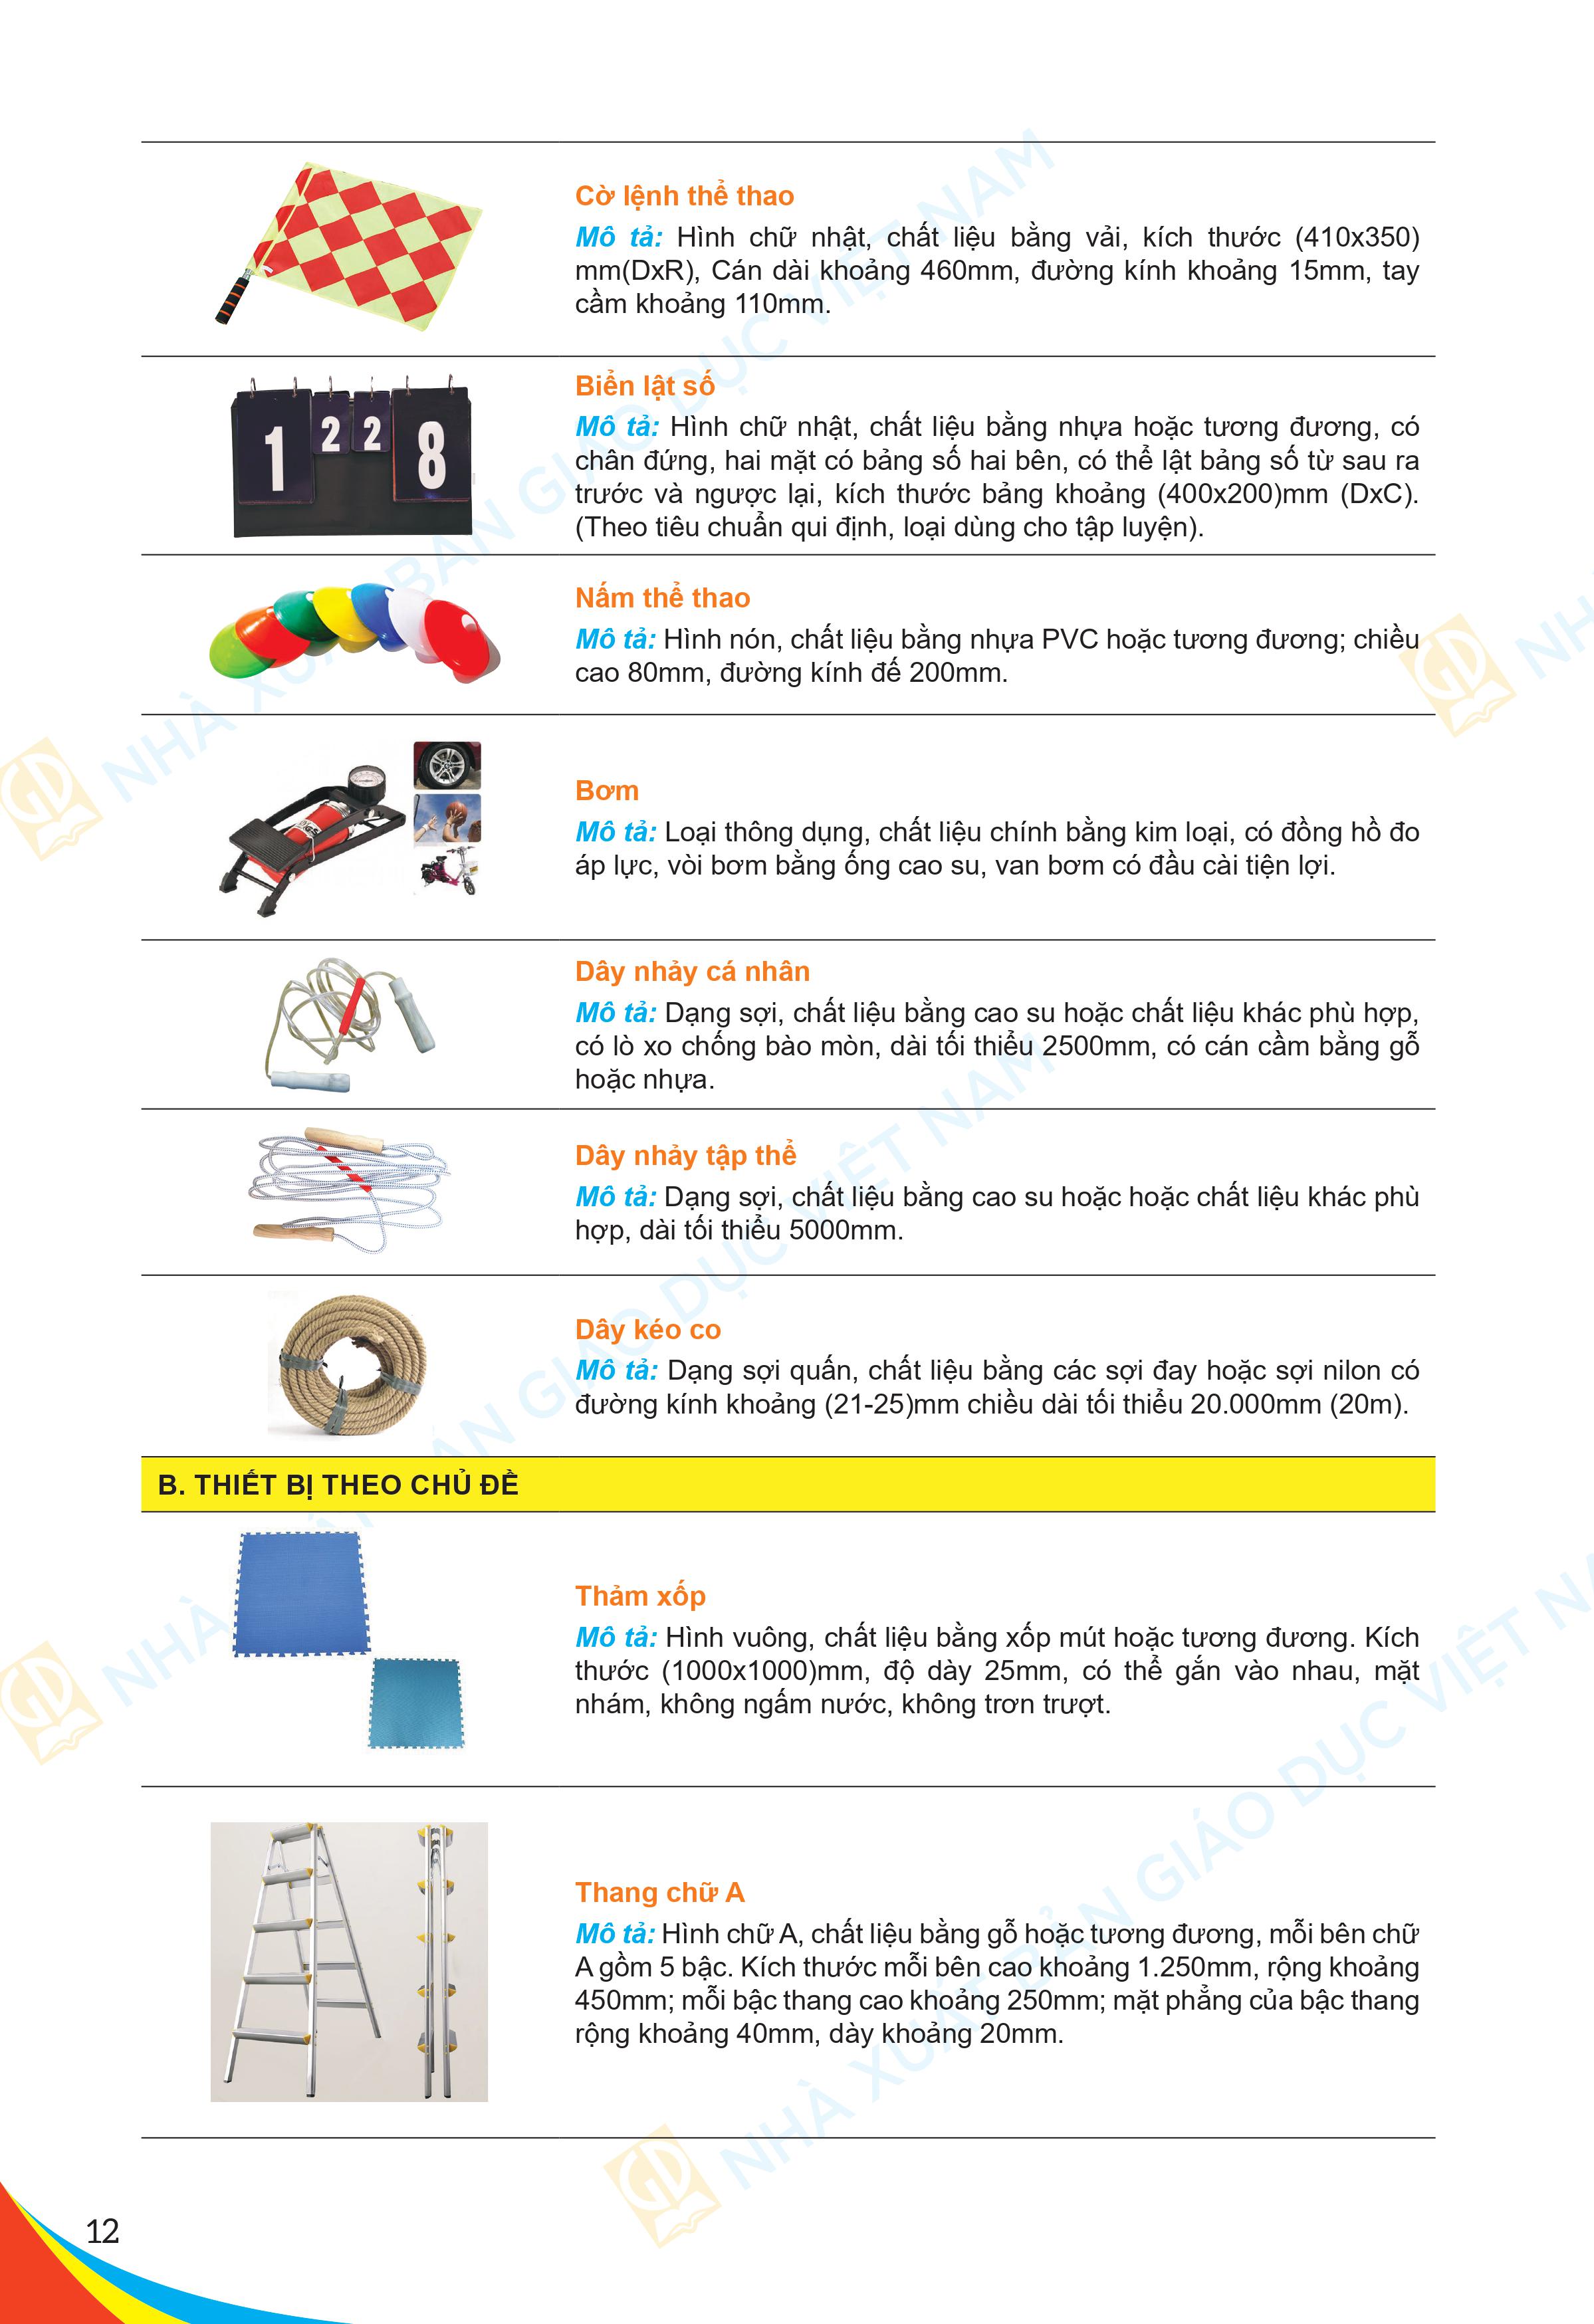 Cờ lệnh thể thao
Mô tả: Hình chữ nhật, chất liệu bằng vải, kích thước (410x350)
mm(DxR), Cán dài khoảng 460mm, đường kính khoảng 15mm, tay
cầm khoảng 110mm.
1 2 2 8
Biển lật số
Mô tả: Hình chữ nhật, chất liệu bằng nhựa hoặc tương đương, có
chân đứng, hai mặt có bảng số hai bên, có thể lật bảng số từ sau ra
trước và ngược lại, kích thước bảng khoảng (400x200)mm (DxC).
(Theo tiêu chuẩn qui định, loại dùng cho tập luyện).
Nấm thể thao
Mô tả: Hình nón, chất liệu bằng nhựa PVC hoặc tương đương; chiều
cao 80mm, đường kính đế 200mm.
Bơm
Mô tả: Loại thông dụng, chất liệu chính bằng kim loại, có đồng hồ đo
áp lực, vòi bơm bằng ống cao su, van bơm có đầu cài tiện lợi.
Dây nhảy cá nhân
Mô tả: Dạng sợi, chất liệu bằng cao su hoặc chất liệu khác phù hợp,
có lò xo chống bào mòn, dài tối thiểu 2500mm, có cán cầm bằng gỗ
hoặc nhựa.
Dây nhảy tập thể
Mô tả: Dạng sợi, chất liệu bằng cao su hoặc hoặc chất liệu khác phù
hợp, dài tối thiểu 5000mm.
Dây kéo co
Mô tả: Dạng sợi quấn, chất liệu bằng các sợi đay hoặc sợi nilon có
đường kính khoảng (21-25)mm chiều dài tối thiểu 20.000mm (20m).
B. THIẾT BỊ THEO CHỦ ĐỀ
Thảm xốp
Mô tả: Hình vuông, chất liệu bằng xốp mút hoặc tương đương. Kích
thước (1000x1000)mm, độ dày 25mm, có thể gắn vào nhau, mặt
nhám, không ngấm nước, không trơn trượt.
Thang chữ A
Mô tả: Hình chữ A, chất liệu bằng gỗ hoặc tương đương, mỗi bên chữ
A gồm 5 bậc. Kích thước mỗi bên cao khoảng 1.250mm, rộng khoảng
450mm; mỗi bậc thang cao khoảng 250mm; mặt phẳng của bậc thang
rộng khoảng 40mm, dày khoảng 20mm.
12
NHÀ XUẤT BẢN GIÁO DỤC VIỆT NAM
NHÀ XUẤT BẢN GIÁO DỤC VIỆT NAM
NHÀ XUẤT BẢN GIÁO DỤC VIỆT NAM